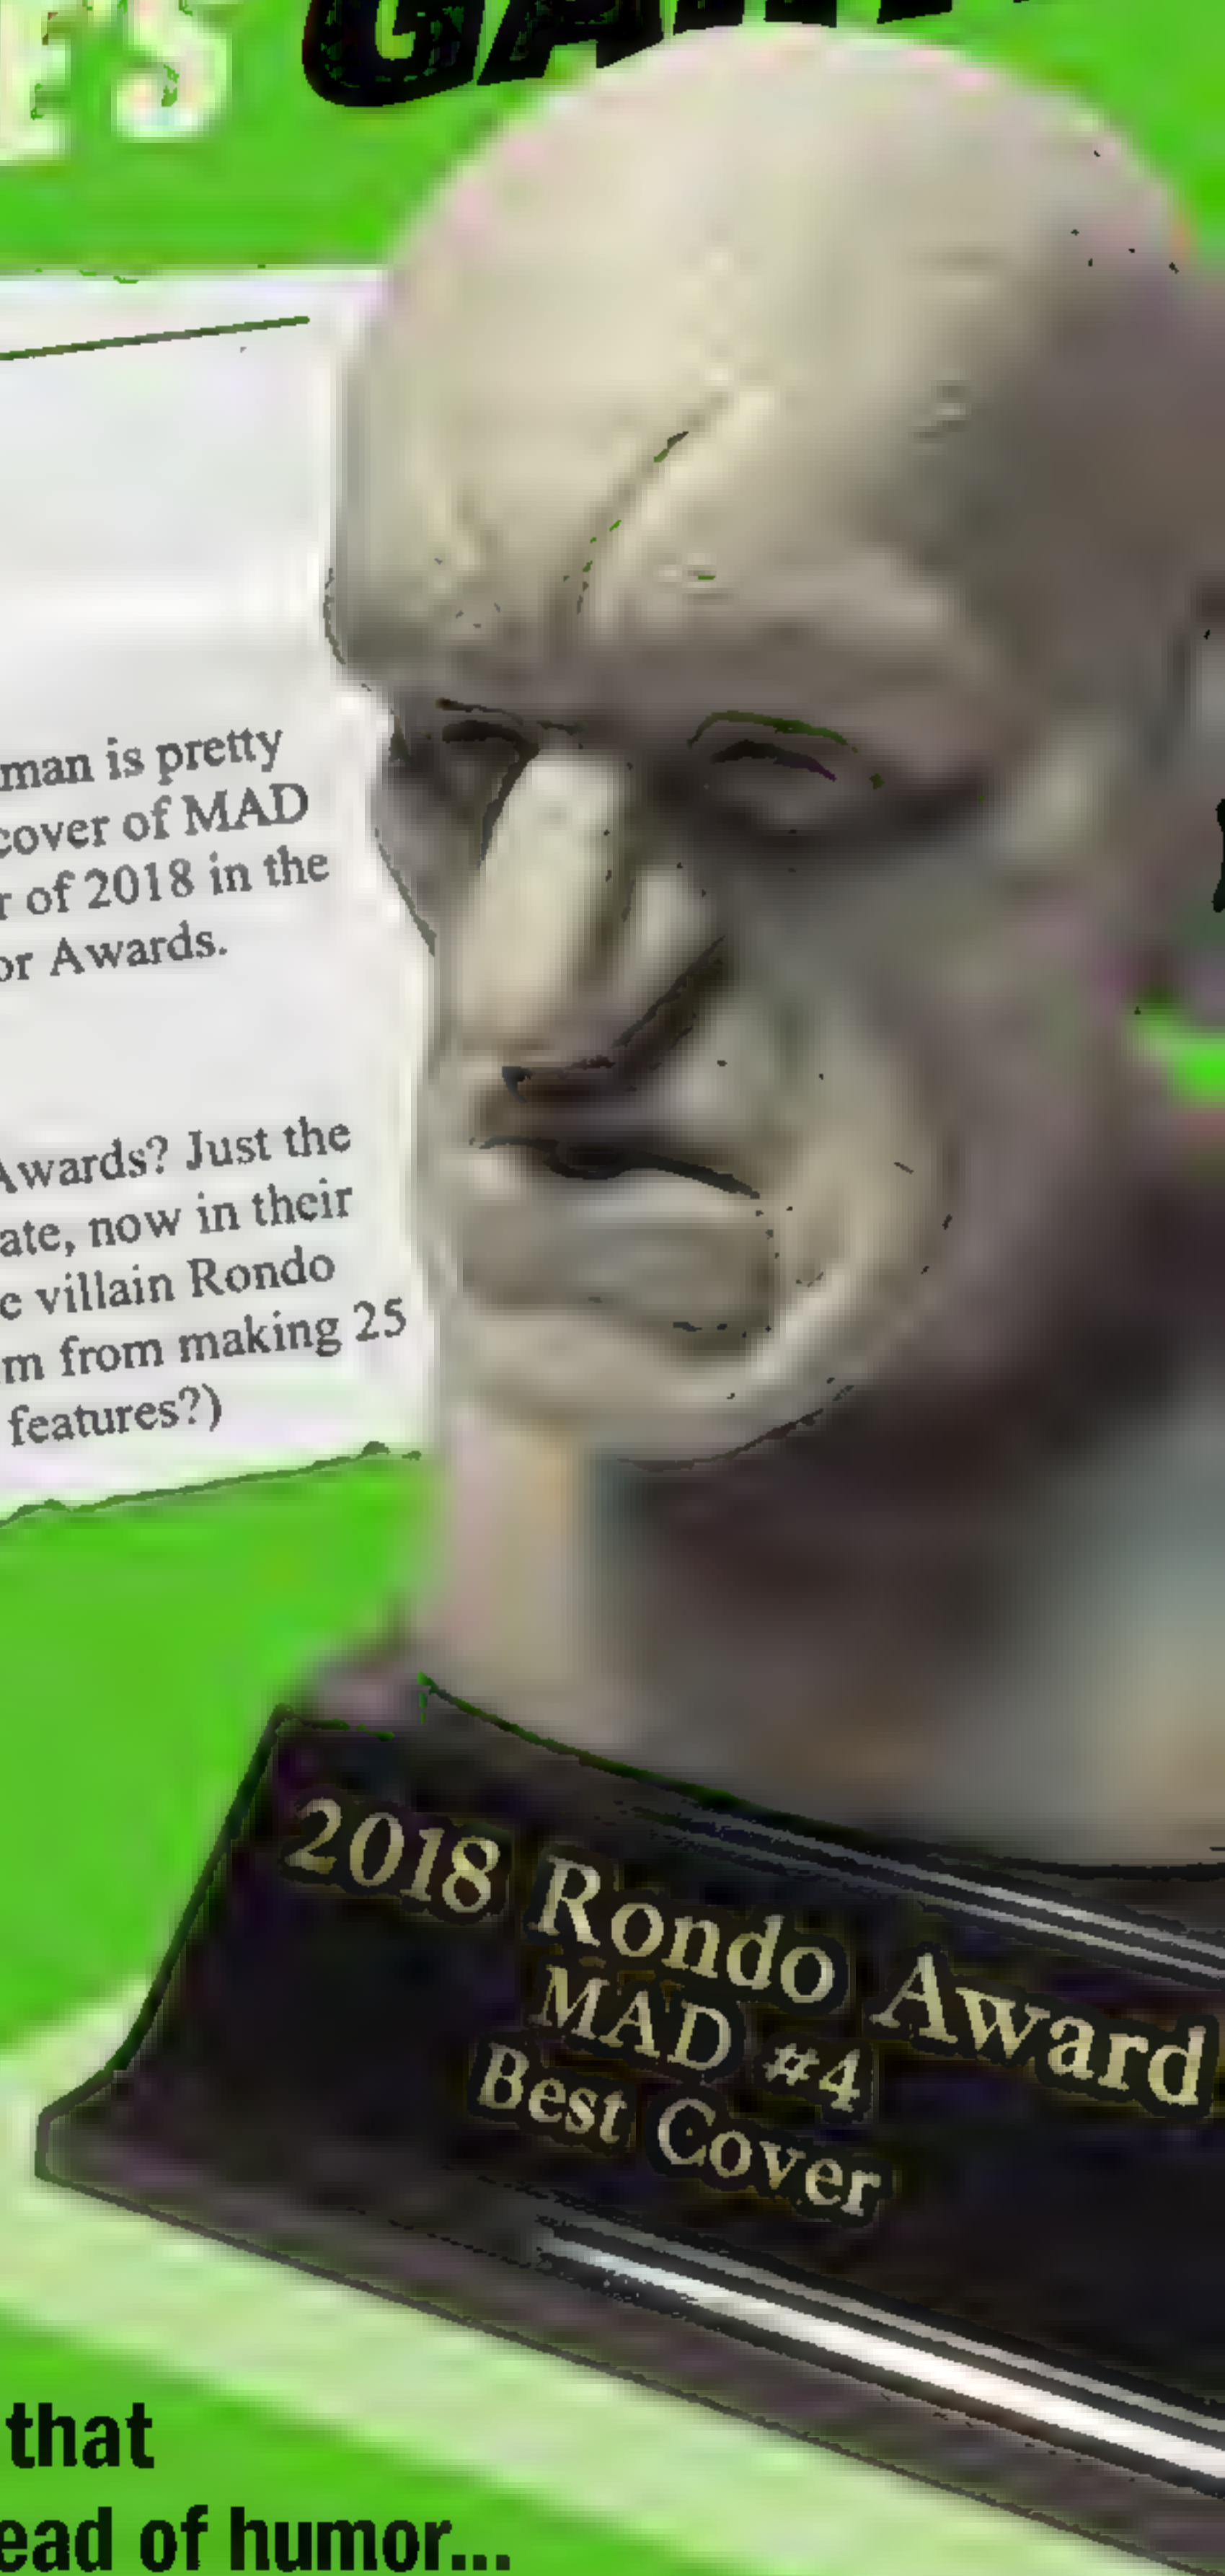 man is pretty
cover of MAD
r of 2018 in the
or Awards.
Awards? Just the
ate, now in their
e villain Rondo
m from making 25
features?)
2018 Rondo Award
MAD #4
Best Cover
that
ead of humor...